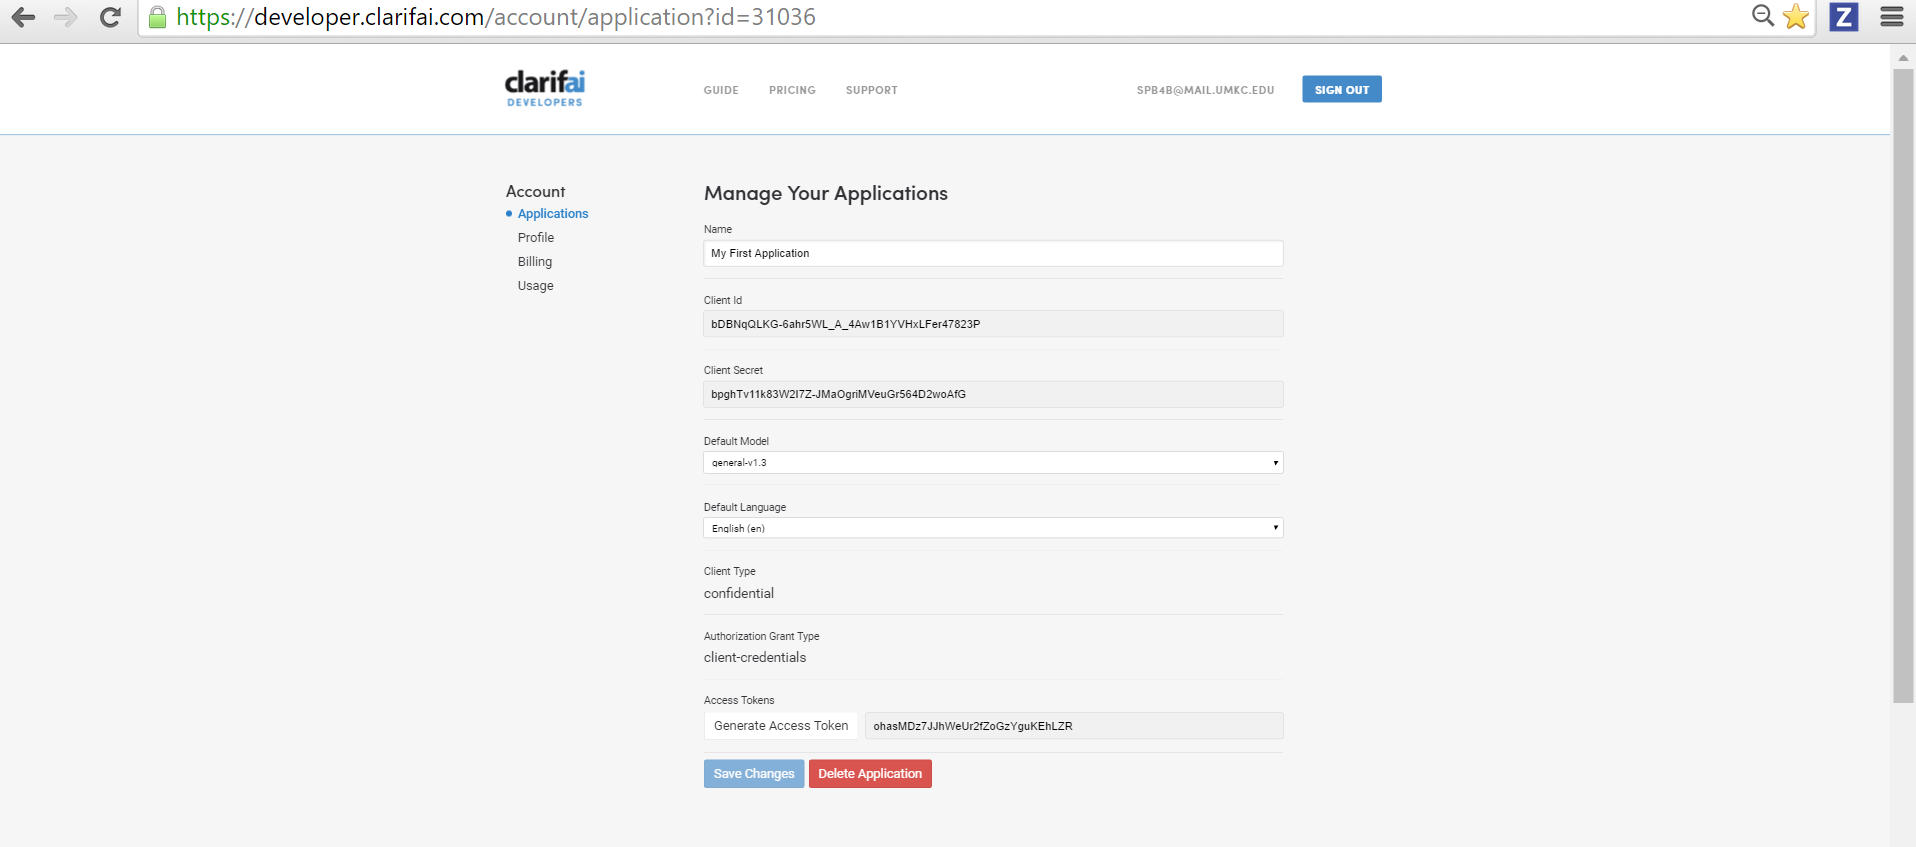 https://developer.clarifai.com/account/application?id=31036
Z
clarifai
DEVELOPERS
GUIDE PRICING SUPPORT SPB4B@MAIL.UMKC.EDU SIGN OUT
Account
Applications
Profile
Billing
Usage
Manage Your Applications
Name
My First Application
Client Id
bDBNqQLKG-6ahr5WL_A_4Aw1B1YVHxLFer47823P
Client Secret
bpghTv11k83W2I7Z-JMaOgriMVeuGr564D2woAfG
Default Model
general-v1.3
Default Language
English (en)
Client Type
confidential
Authorization Grant Type
client-credentials
Access Tokens
Generate Access Token ohasMDz7JJhWeUr2fZoGzYguKEhLZR
Save Changes Delete Application